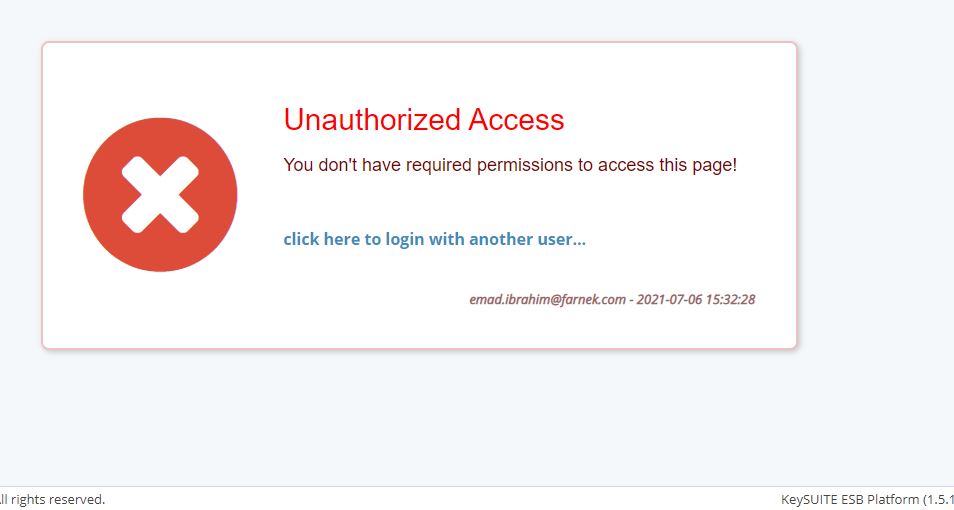 Unauthorized Access
You don't have required permissions to access this page!
click here to login with another user...
emad.ibrahim@farnek.com - 2021-07-06 15:32:28
ll rights reserved.
KeySUITE ESB Platform (1.5.1